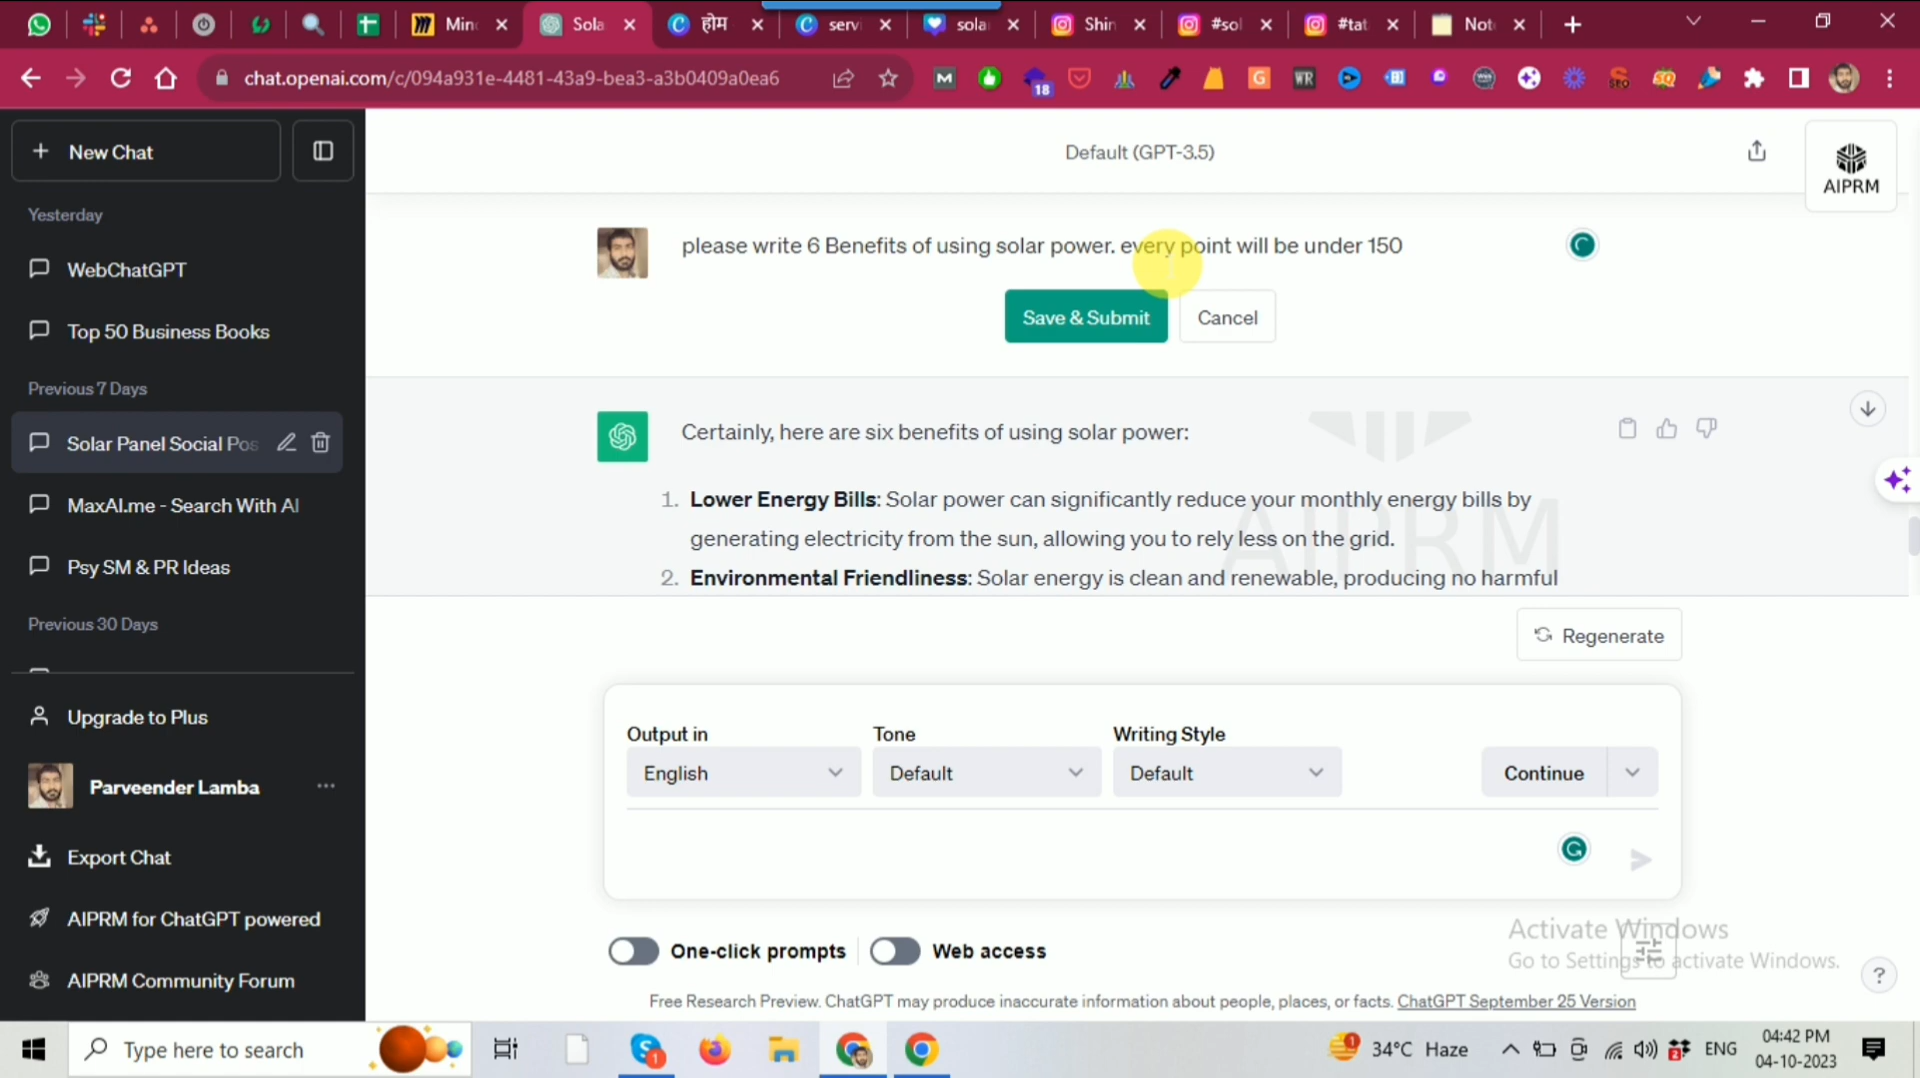 Min
Sola
होम
servi
sola
Shin
#sol
#tat
Not
chat.openai.com/c/094a931e-4481-43a9-bea3-a3b0409a0ea6
18
WR
New Chat
Default (GPT-3.5)
AIPRM
Yesterday
WebChatGPT
Top 50 Business Books
Previous 7 Days
Solar Panel Social Pos
MaxAI.me - Search With AI
Psy SM & PR Ideas
Previous 30 Days
Upgrade to Plus
Parveender Lamba
Export Chat
AIPRM for ChatGPT powered
AIPRM Community Forum
please write 6 Benefits of using solar power. every point will be under 150
Save & Submit
Cancel
Certainly, here are six benefits of using solar power:
1. Lower Energy Bills: Solar power can significantly reduce your monthly energy bills by
generating electricity from the sun, allowing you to rely less on the grid.
2. Environmental Friendliness: Solar energy is clean and renewable, producing no harmful
AIPRM
Regenerate
Output in
Tone
Writing Style
English
Default
Default
Continue
One-click prompts
Web access
Activate Windows
Go to Settings to activate Windows.
Free Research Preview. ChatGPT may produce inaccurate information about people, places, or facts. ChatGPT September 25 Version
Type here to search
34°C Haze
ENG
04:42 PM
04-10-2023